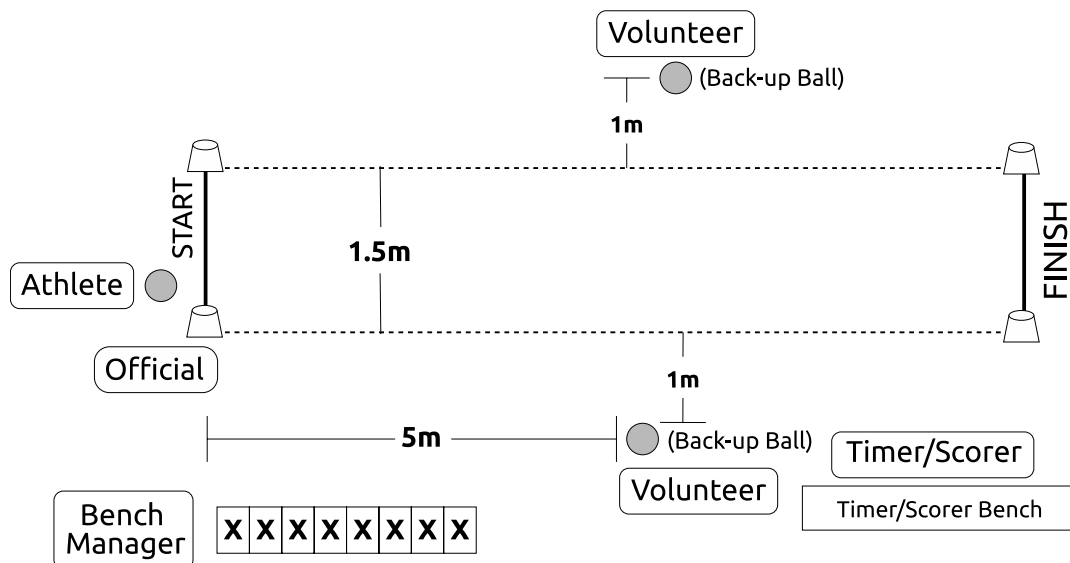 Volunteer
(Back-up Ball)
1m
START
1.5m
FINISH
Athlete
Official
1m
5m
(Back-up Ball)
Timer/Scorer
Volunteer
Timer/Scorer Bench
Bench
Manager
X X X X X X X X